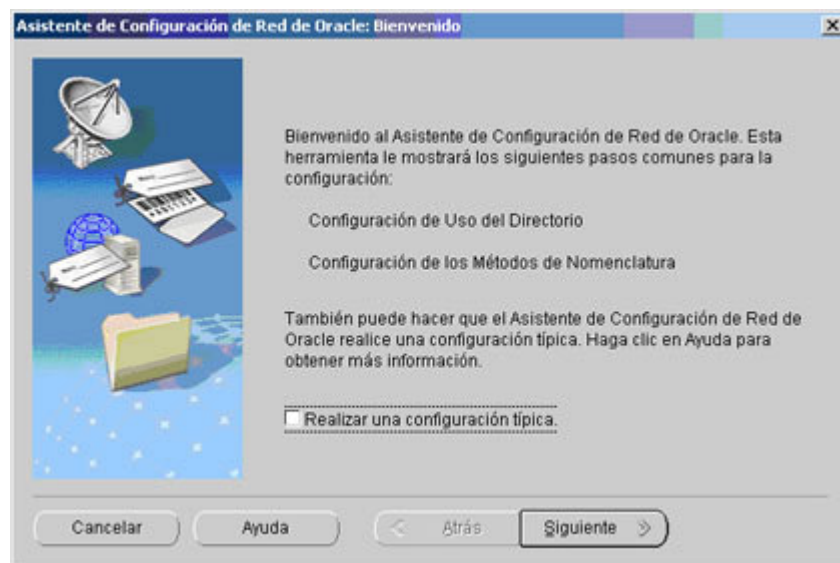 Asistente de Configuración de Red de Oracle: Bienvenido
Bienvenido al Asistente de Configuración de Red de Oracle. Esta
herramienta le mostrará los siguientes pasos comunes para la
configuración:
Configuración de Uso del Directorio
Configuración de los Métodos de Nomenclatura
También puede hacer que el Asistente de Configuración de Red de
Oracle realice una configuración típica. Haga clic en Ayuda para
obtener más información.
Realizar una configuración típica.
Cancelar
Ayuda
Atrás
Siguiente